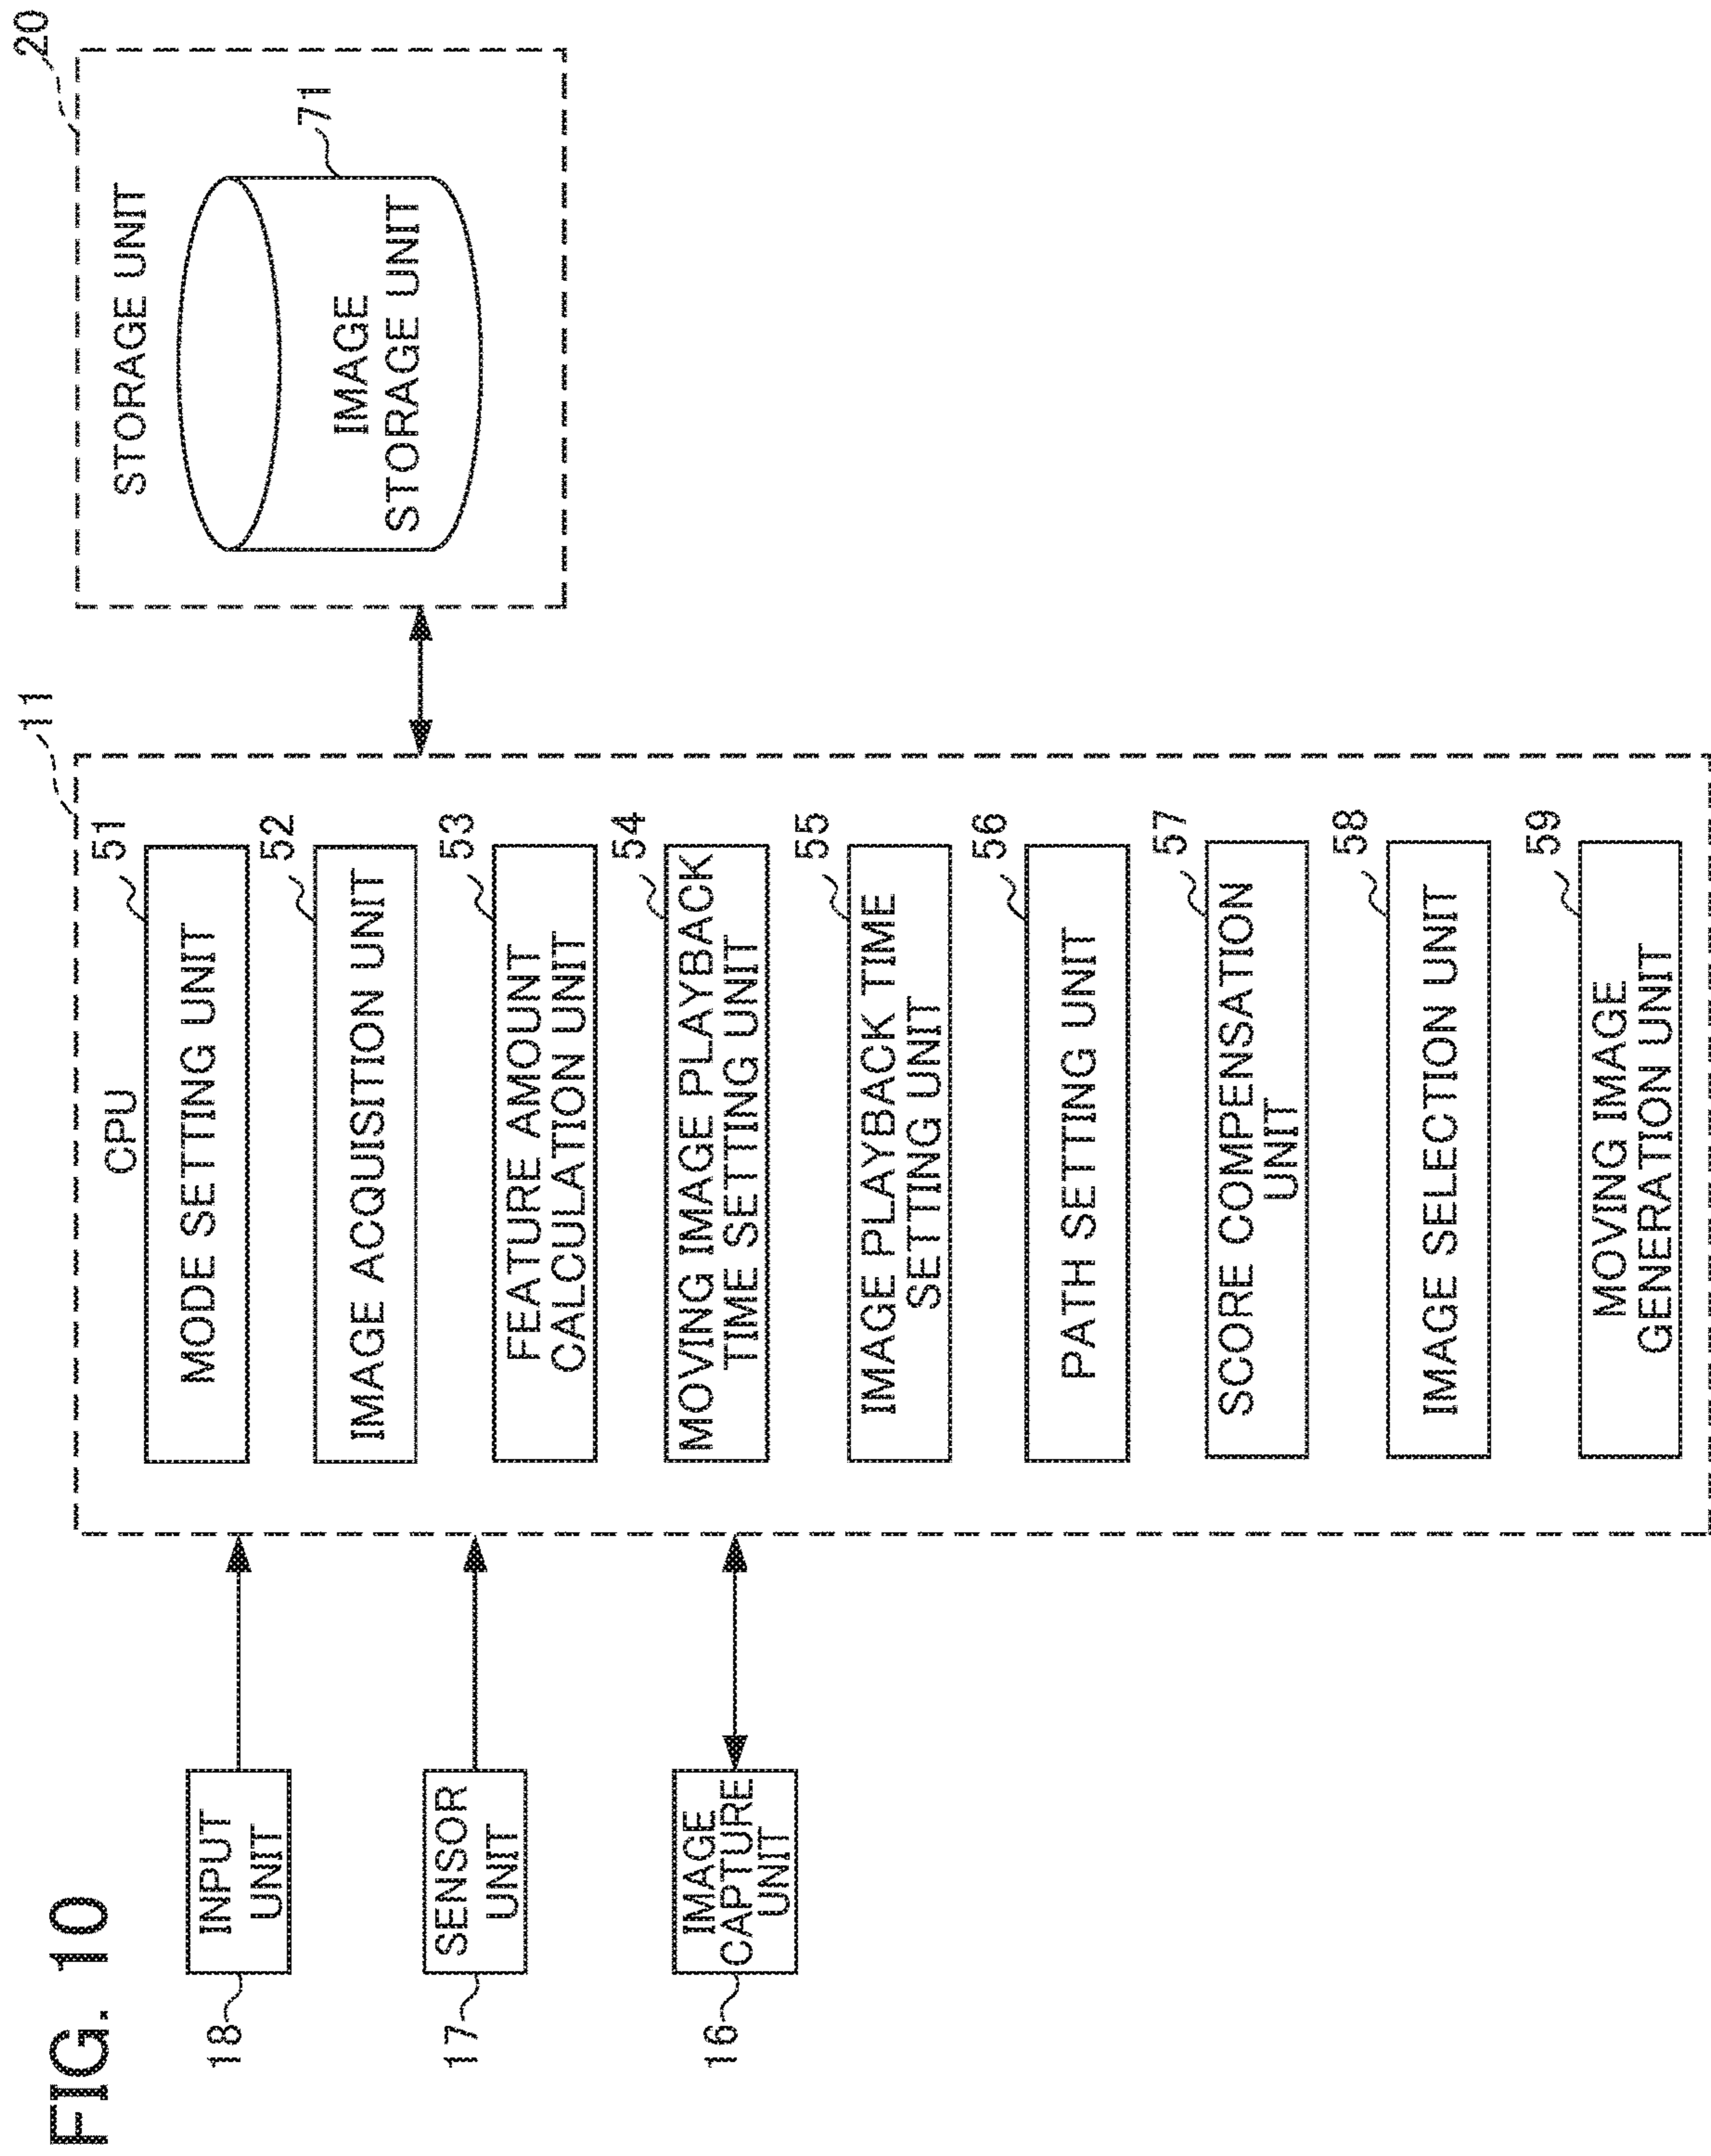 FIG. 10
18
INPUT
UNIT
17
SENSOR
UNIT
16
IMAGE
CAPTURE
UNIT
11
CPU
51
MODE SETTING UNIT
52
IMAGE ACQUISITION UNIT
53
FEATURE AMOUNT
CALCULATION UNIT
54
MOVING IMAGE PLAYBACK
TIME SETTING UNIT
55
IMAGE PLAYBACK TIME
SETTING UNIT
56
PATH SETTING UNIT
57
SCORE COMPENSATION
UNIT
58
IMAGE SELECTION UNIT
59
MOVING IMAGE
GENERATION UNIT
20
STORAGE UNIT
71
IMAGE
STORAGE UNIT